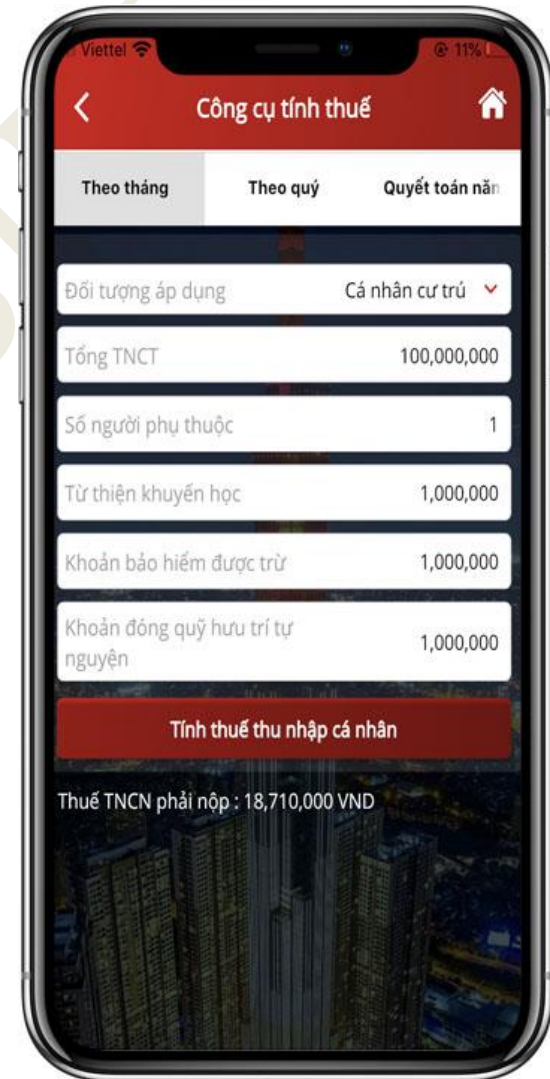 Viettel 11%
Công cụ tính thuế
Theo tháng Theo quý Quyết toán năn
Đối tượng áp dụng Cá nhân cư trú
Tổng TNCT 100,000,000
Số người phụ thuộc 1
Từ thiện khuyến học 1,000,000
Khoản bảo hiểm được trừ 1,000,000
Khoản đóng quỹ hưu trí tự
nguyện 1,000,000
Tính thuế thu nhập cá nhân
Thuế TNCN phải nộp : 18,710,000 VND